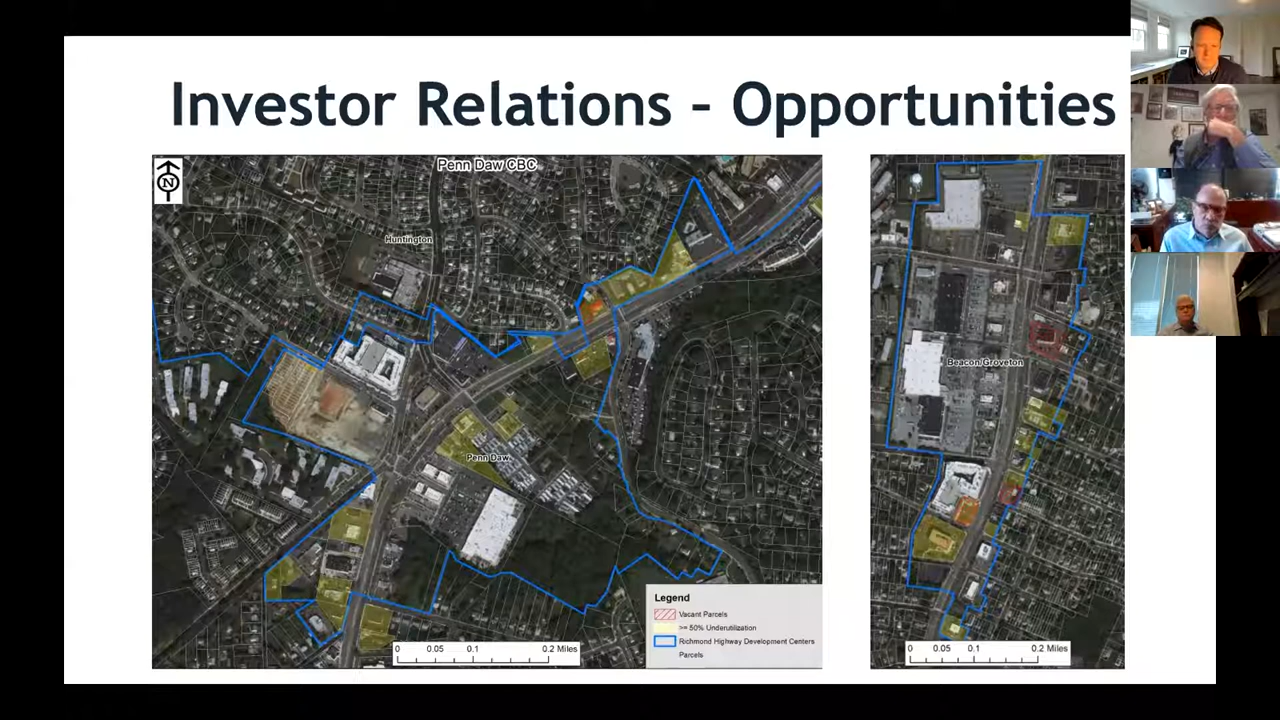 Investor Relations – Opportunities
Penn Daw CBC
N
Huntington
Penn Daw
Legend
Vacant Parcels
>= 50% Underutilization
Richmond Highway Development Centers
Parcels
0 0.05 0.1 0.2 Miles
Beacon/Groveton
0 0.05 0.1 0.2 Miles